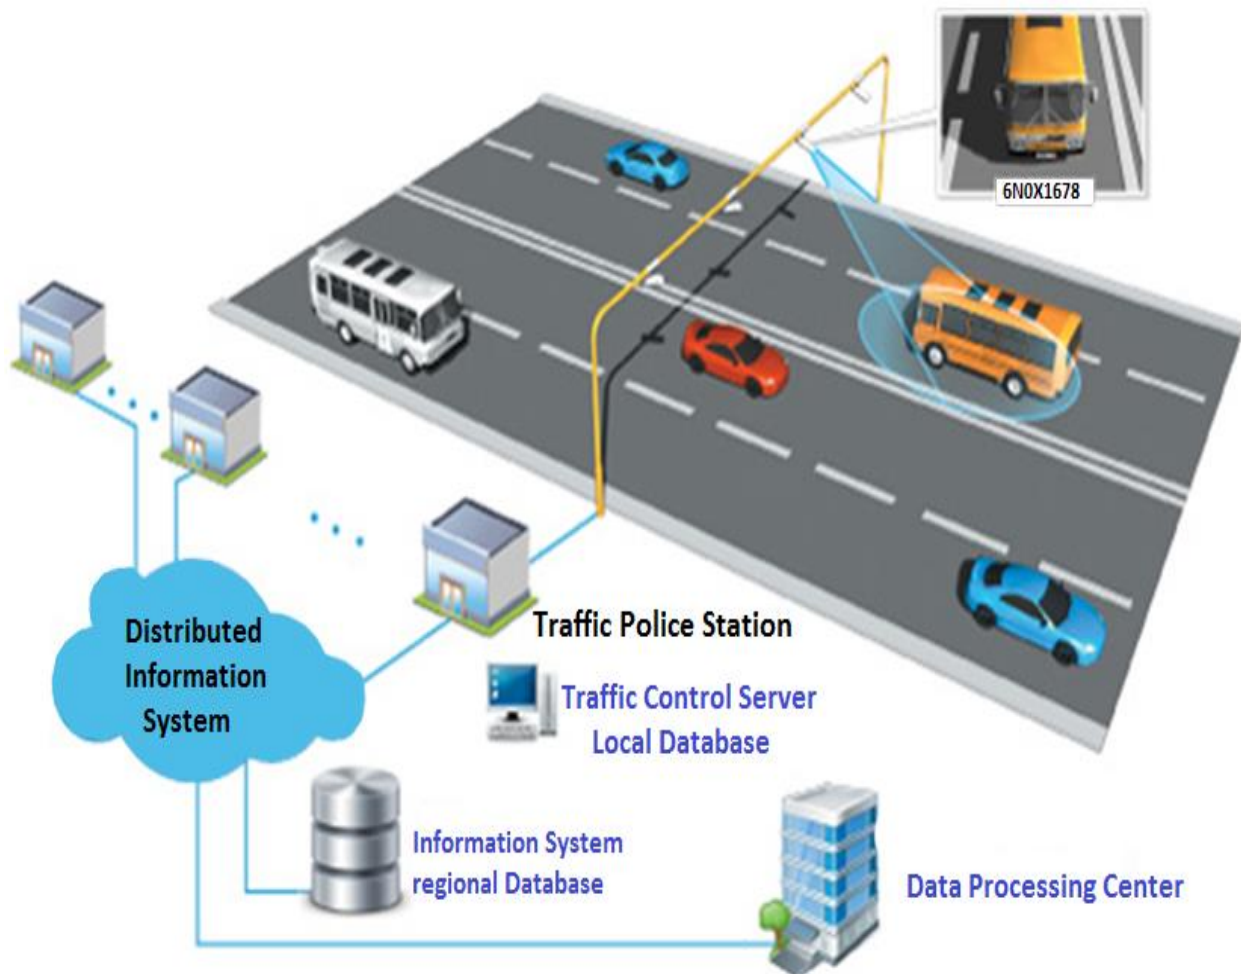 6N0X1678
Distributed
Information
System
Traffic Police Station
Traffic Control Server
Local Database
Information System
regional Database
Data Processing Center